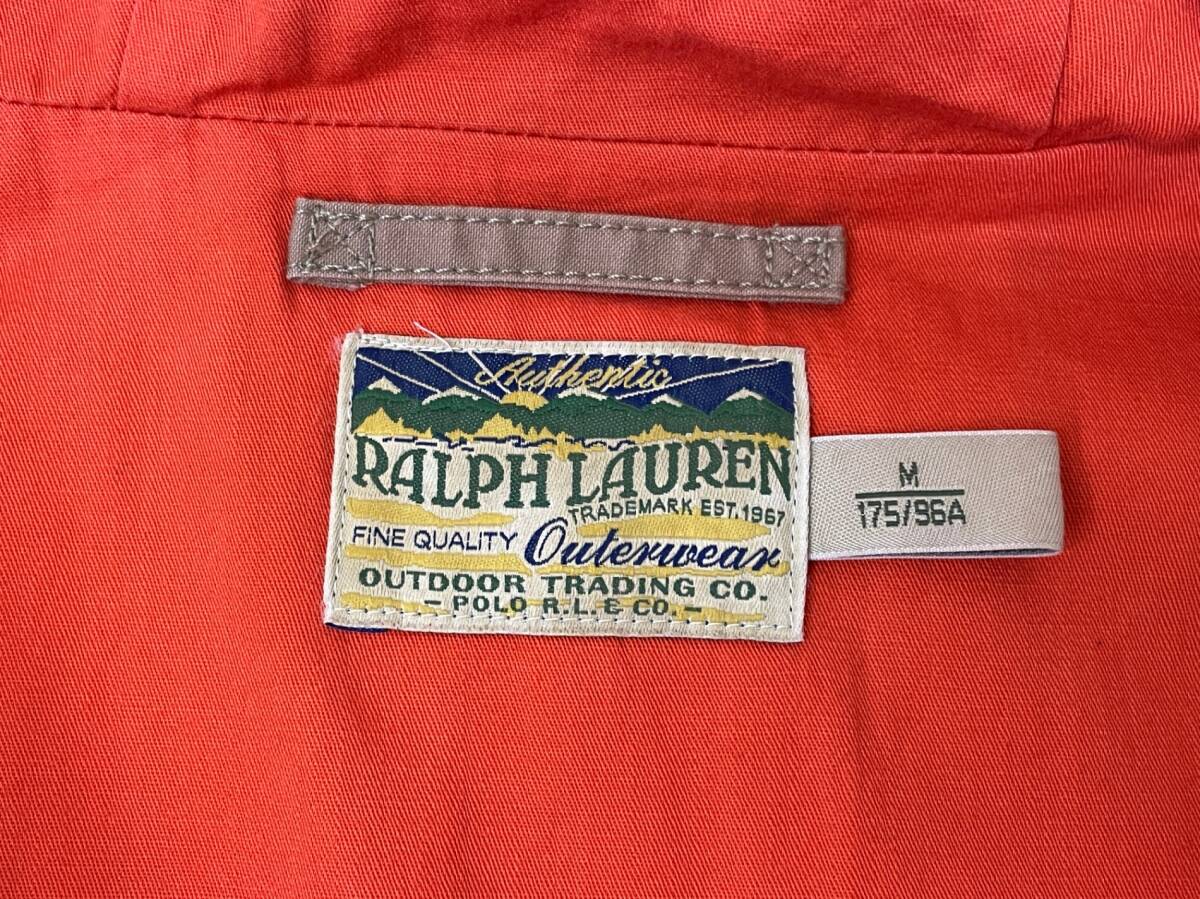 Authentic
RALPH LAUREN
TRADEMARK EST. 1967
FINE QUALITY Outerwear
OUTDOOR TRADING CO.
- POLO R.L. & CO. -
M
175/96A